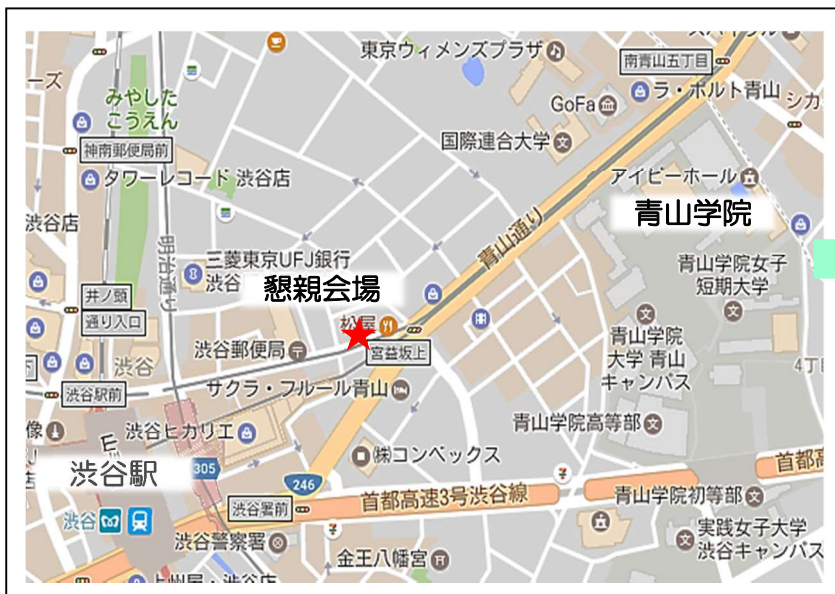 東京ウィメンズプラザ
南青山五丁目
ーズ
みやした
こうえん
GoFa
ラ・ポルト青山
シカ
神南郵便局前
国際連合大学
タワーレコード 渋谷店
アイビーホール
青山学院
渋谷店
明治通り
青山通り
三菱東京UFJ銀行
渋谷
懇親会場
青山学院女子
短期大学
井ノ頭
通り入口
松屋
渋谷郵便局
宮益坂上
青山学院
大学 青山
キャンパス
渋谷
渋谷駅前
サクラ・フルール青山
4丁目
像
渋谷ヒカリエ
青山学院高等部
渋谷駅
305
㈱コンベックス
246
首都高速3号渋谷線
首都高
渋谷署前
青山学院初等部
渋谷
渋谷警察署
金王八幡宮
実践女子大学
渋谷キャンパス
上州屋・渋谷店